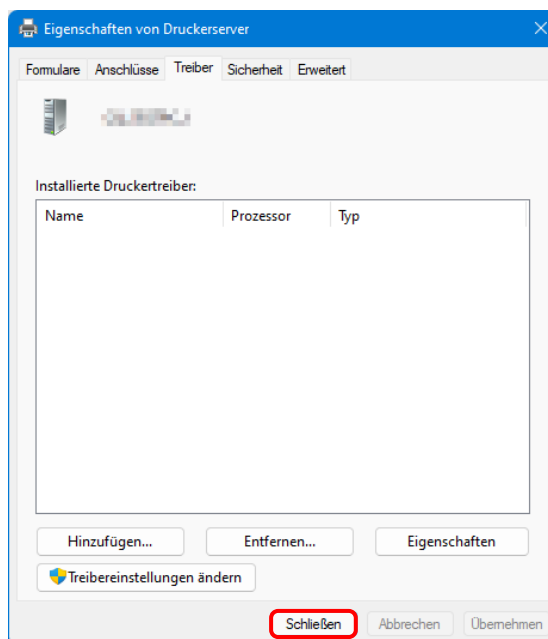 Eigenschaften von Druckerserver
Formulare Anschlüsse Treiber Sicherheit Erweitert
Installierte Druckertreiber:
Name Prozessor Typ
Hinzufügen... Entfernen... Eigenschaften
Treibereinstellungen ändern
Schließen Abbrechen Übernehmen